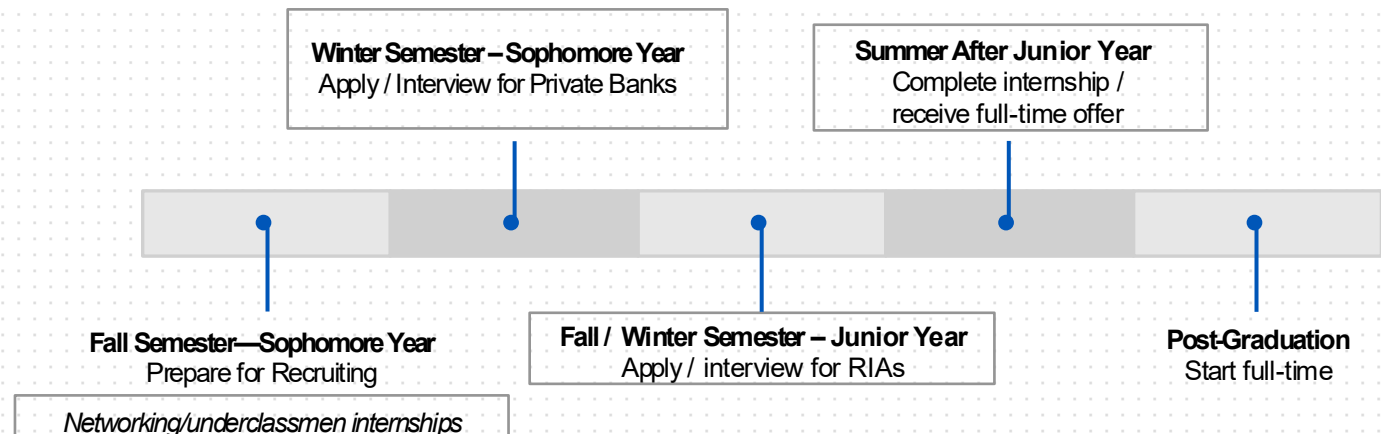 Winter Semester – Sophomore Year
Apply / Interview for Private Banks
Summer After Junior Year
Complete internship /
receive full-time offer
Fall Semester—Sophomore Year
Prepare for Recruiting
Networking/underclassmen internships
Fall / Winter Semester – Junior Year
Apply / interview for RIAs
Post-Graduation
Start full-time